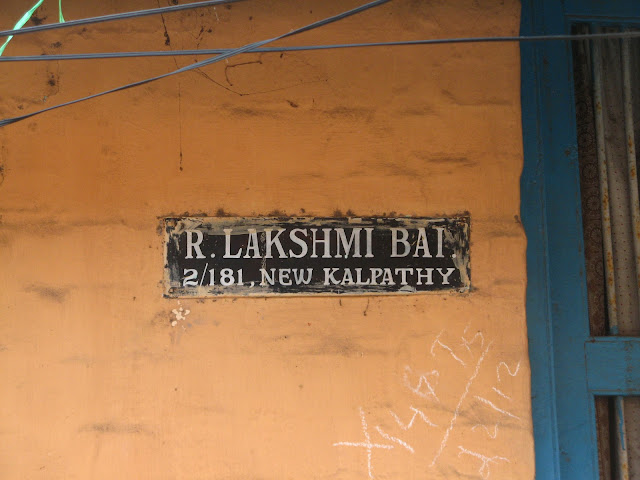 R. LAKSHMI BAI.
2/181, NEW KALPATHY